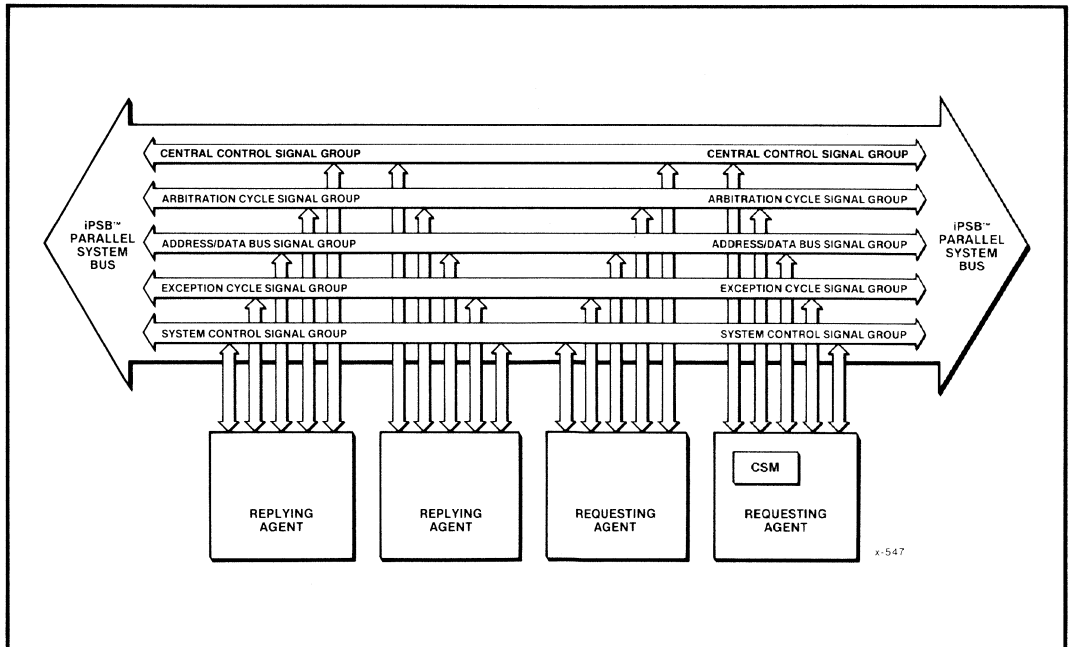 CENTRAL CONTROL SIGNAL GROUP CENTRAL CONTROL SIGNAL GROUP
ARBITRATION CYCLE SIGNAL GROUP ARBITRATION CYCLE SIGNAL GROUP
iPSB™
PARALLEL
SYSTEM
BUS
ADDRESS/DATA BUS SIGNAL GROUP ADDRESS/DATA BUS SIGNAL GROUP
iPSB™
PARALLEL
SYSTEM
BUS
EXCEPTION CYCLE SIGNAL GROUP EXCEPTION CYCLE SIGNAL GROUP
SYSTEM CONTROL SIGNAL GROUP SYSTEM CONTROL SIGNAL GROUP
REPLYING
AGENT
REPLYING
AGENT
REQUESTING
AGENT
CSM
REQUESTING
AGENT
x-547